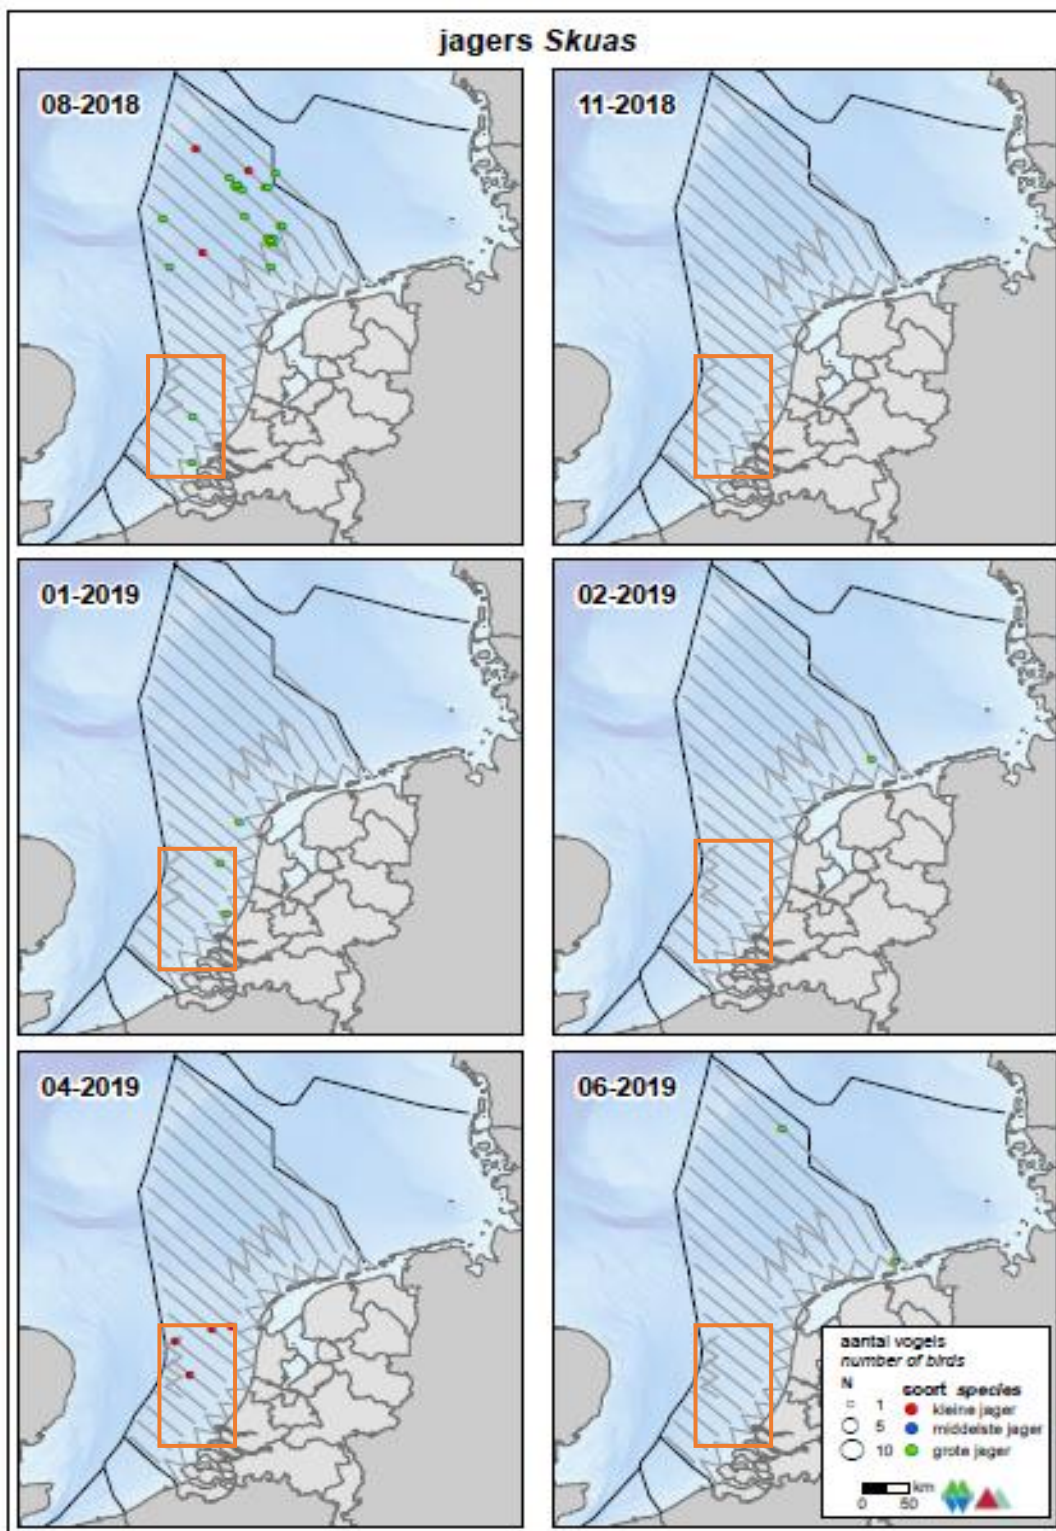 jagers Skuas
08-2018
11-2018
01-2019
02-2019
04-2019
06-2019
aantal vogels
number of birds
N soort species
1 kleine jager
5 middelste jager
10 grote jager
km
0 50